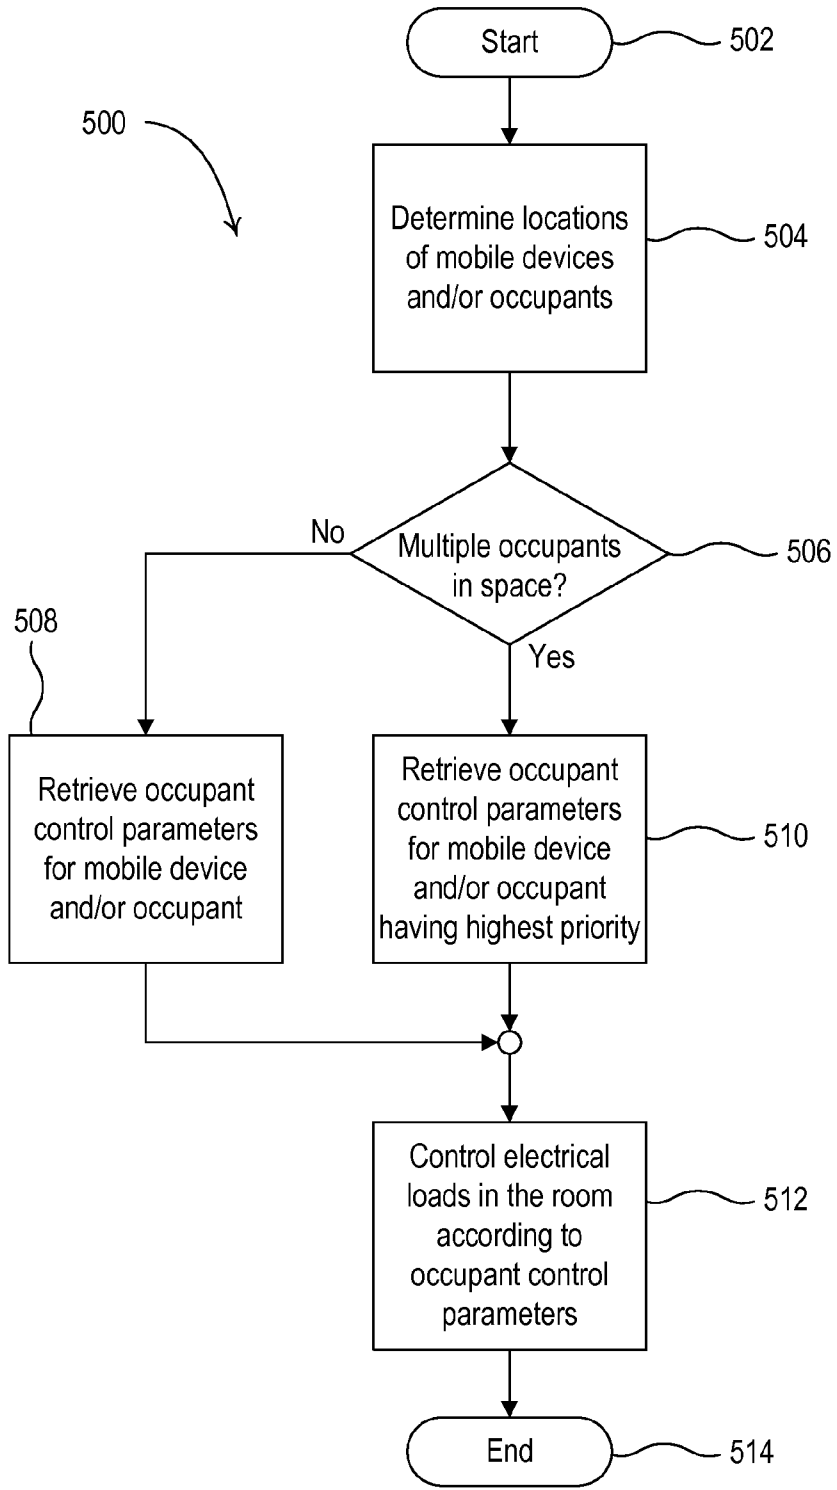 Start
502
500
Determine locations
of mobile devices
and/or occupants
504
No
Multiple occupants
in space?
506
Yes
508
Retrieve occupant
control parameters
for mobile device
and/or occupant
Retrieve occupant
control parameters
for mobile device
and/or occupant
having highest priority
510
Control electrical
loads in the room
according to
occupant control
parameters
512
End
514